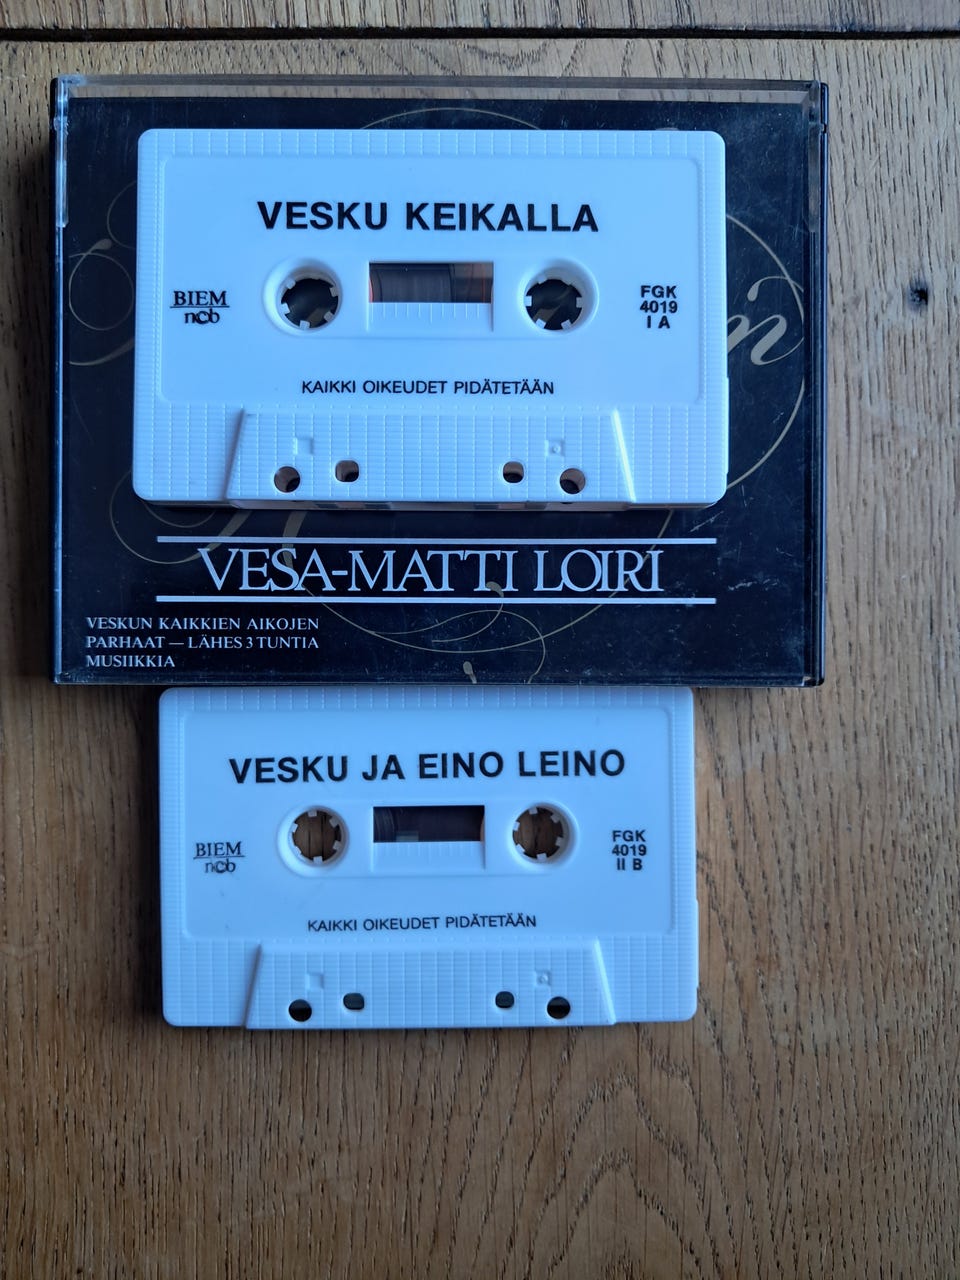 VESKU KEIKALLA
BIEM
ncb
FGK
4019
I A
KAIKKI OIKEUDET PIDÄTETÄÄN
VESA-MATTI LOIRI
VESKUN KAIKKIEN AIKOJEN
PARHAAT — LÄHES 3 TUNTIA
MUSIIKKIA
VESKU JA EINO LEINO
BIEM
ncb
FGK
4019
II B
KAIKKI OIKEUDET PIDÄTETÄÄN